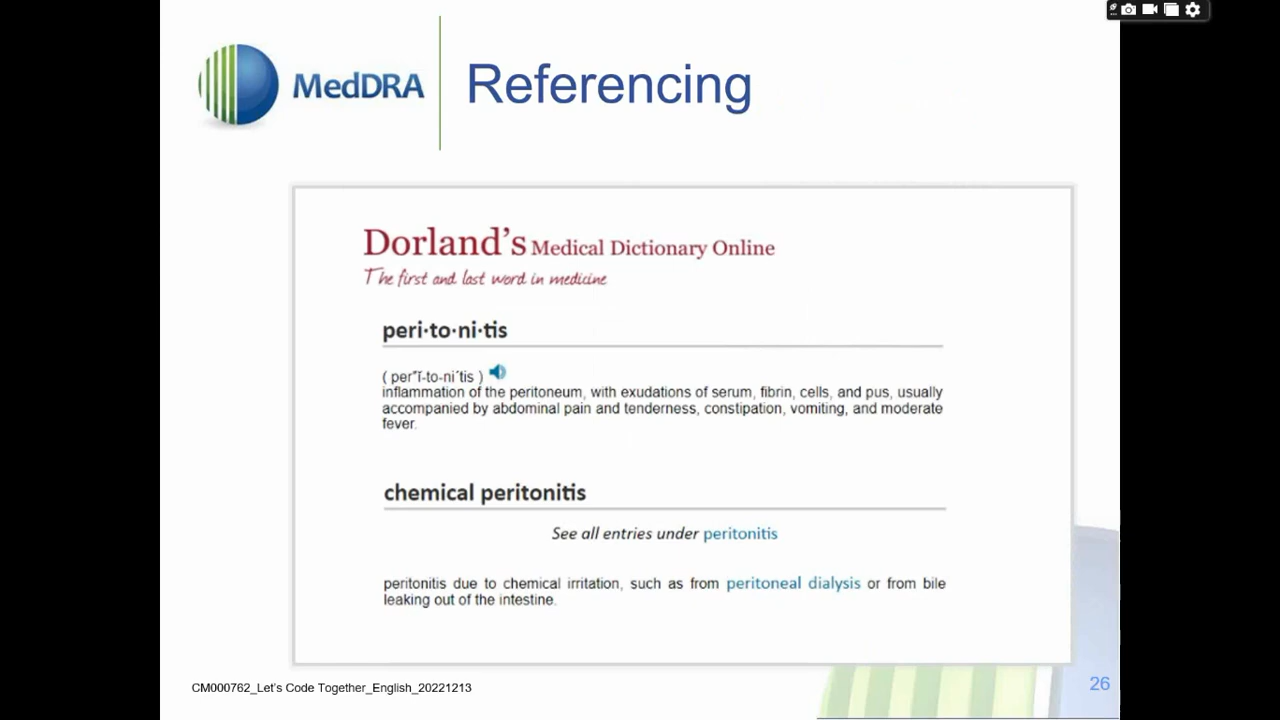 MedDRA
Referencing
Dorland's Medical Dictionary Online
The first and last word in medicine
peri·to·ni·tis
( per″ĭ-to-ni´tis )
inflammation of the peritoneum, with exudations of serum, fibrin, cells, and pus, usually
accompanied by abdominal pain and tenderness, constipation, vomiting, and moderate
fever.
chemical peritonitis
See all entries under peritonitis
peritonitis due to chemical irritation, such as from peritoneal dialysis or from bile
leaking out of the intestine.
CM000762_Let's Code Together_English_20221213
26